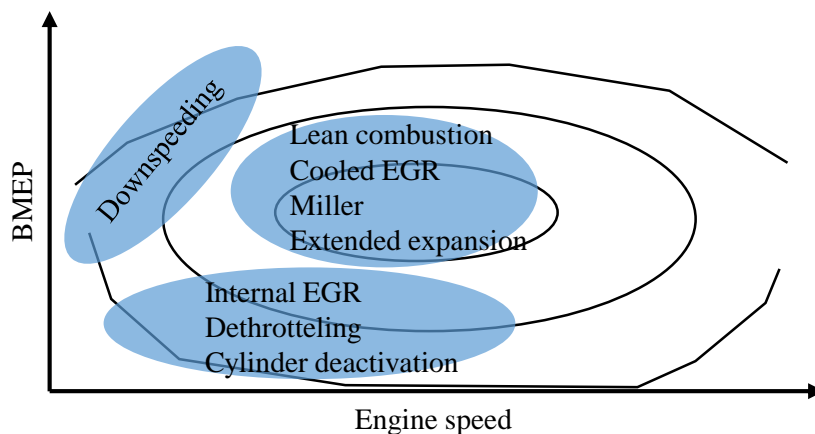 Downspeeding
Lean combustion
Cooled EGR
Miller
Extended expansion
BMEP
Internal EGR
Dethrotteling
Cylinder deactivation
Engine speed